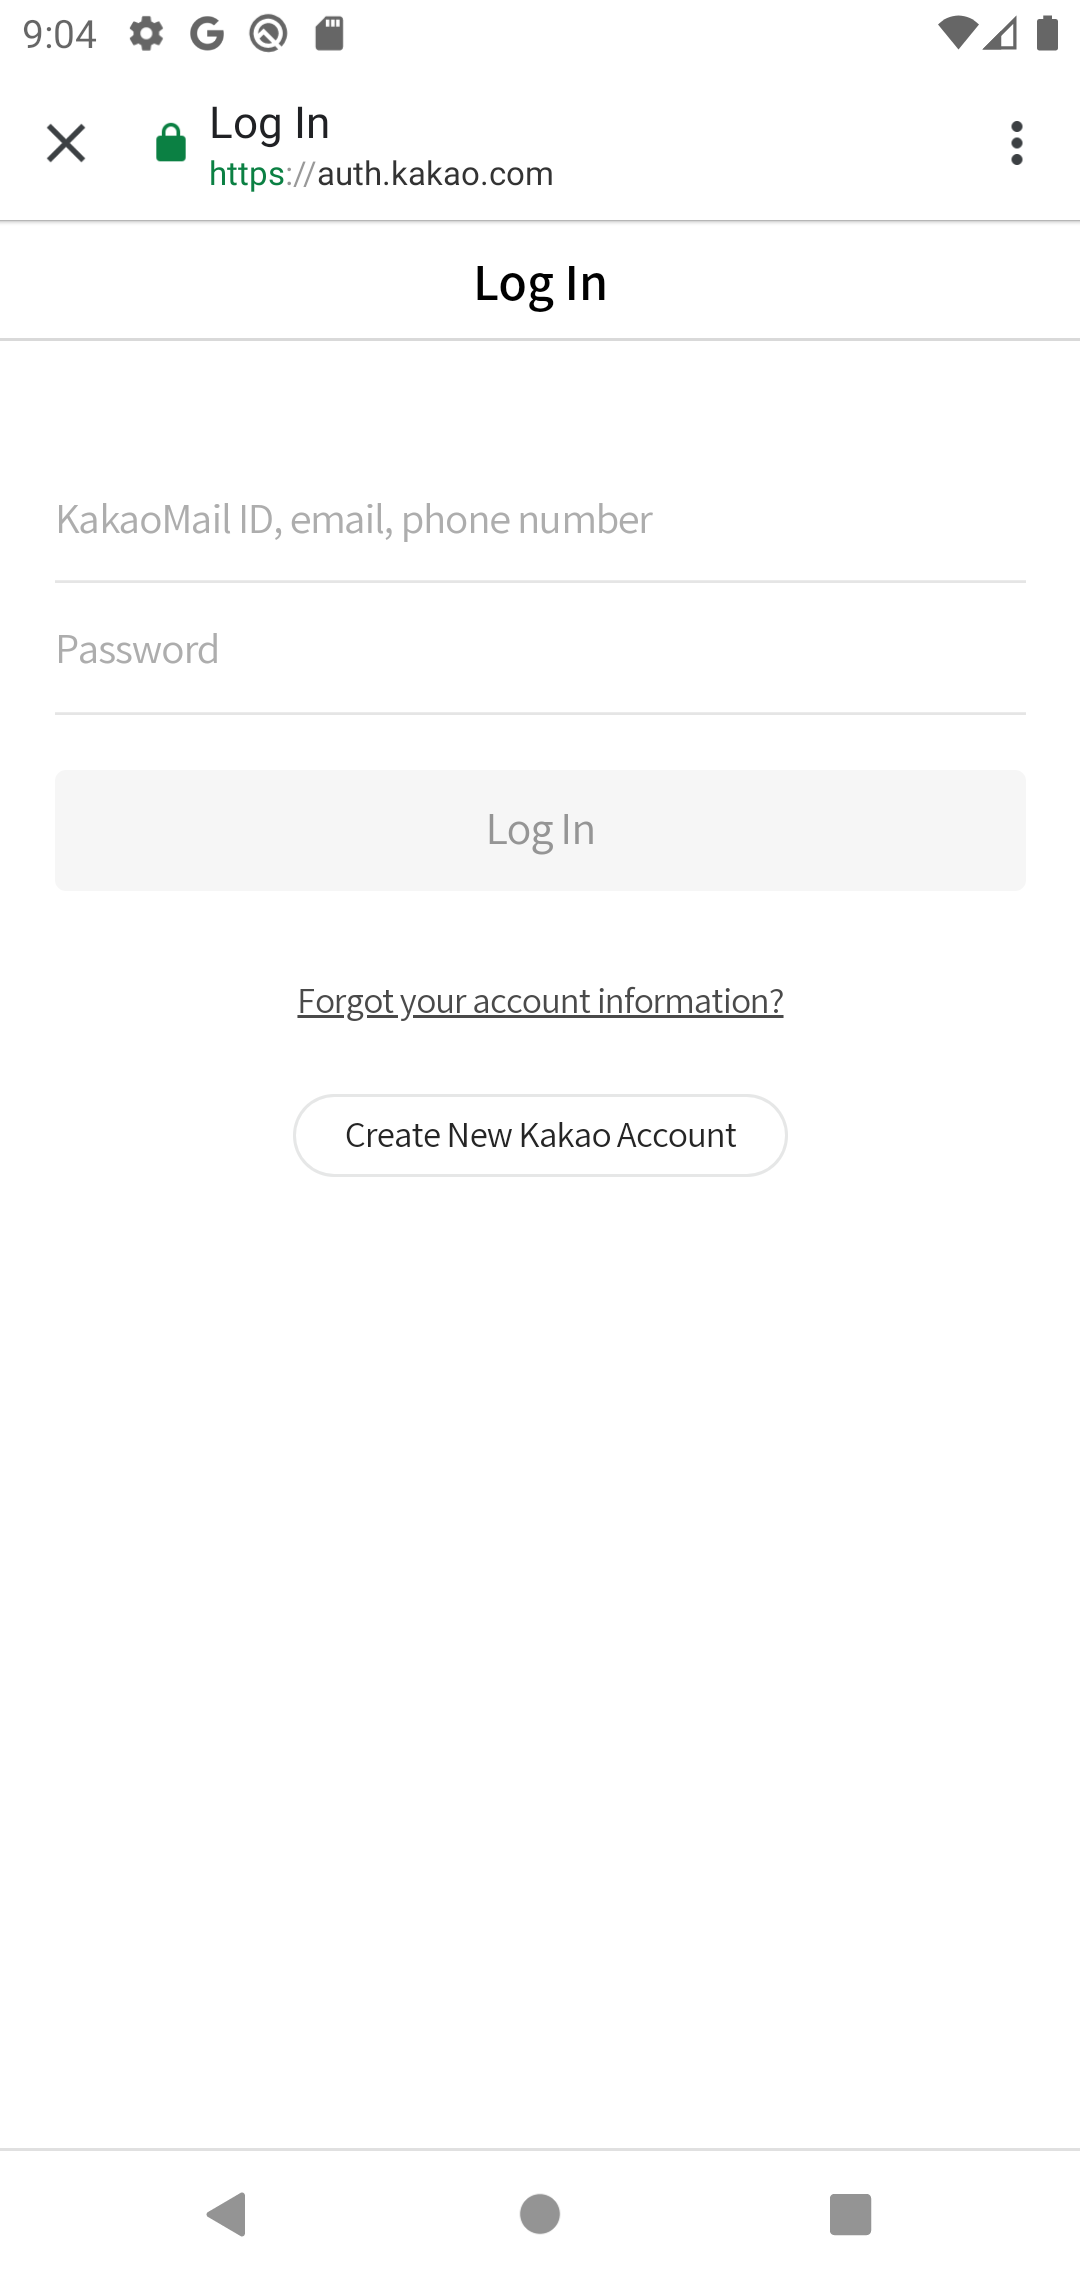 9:04
Log In
https://auth.kakao.com
Log In
KakaoMail ID, email, phone number
Password
Log In
Forgot your account information?
Create New Kakao Account